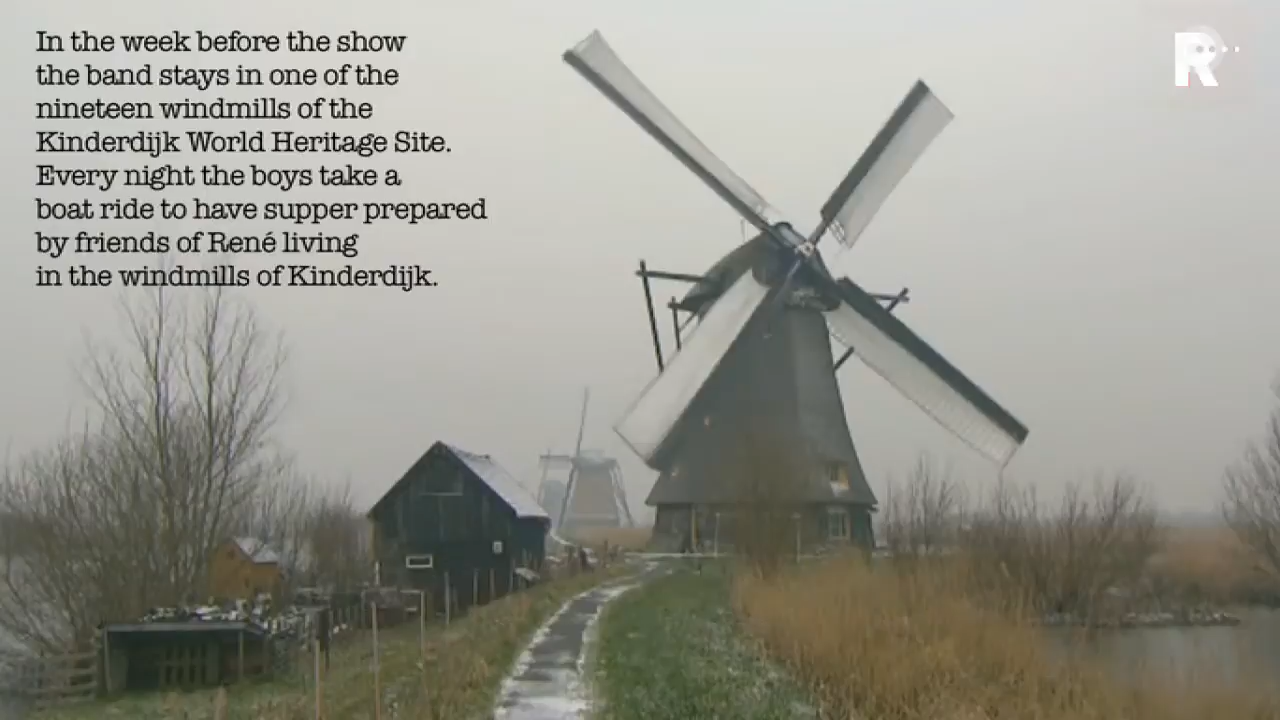 In the week before the show
the band stays in one of the
nineteen windmills of the
Kinderdijk World Heritage Site.
Every night the boys take a
boat ride to have supper prepared
by friends of René living
in the windmills of Kinderdijk.
R